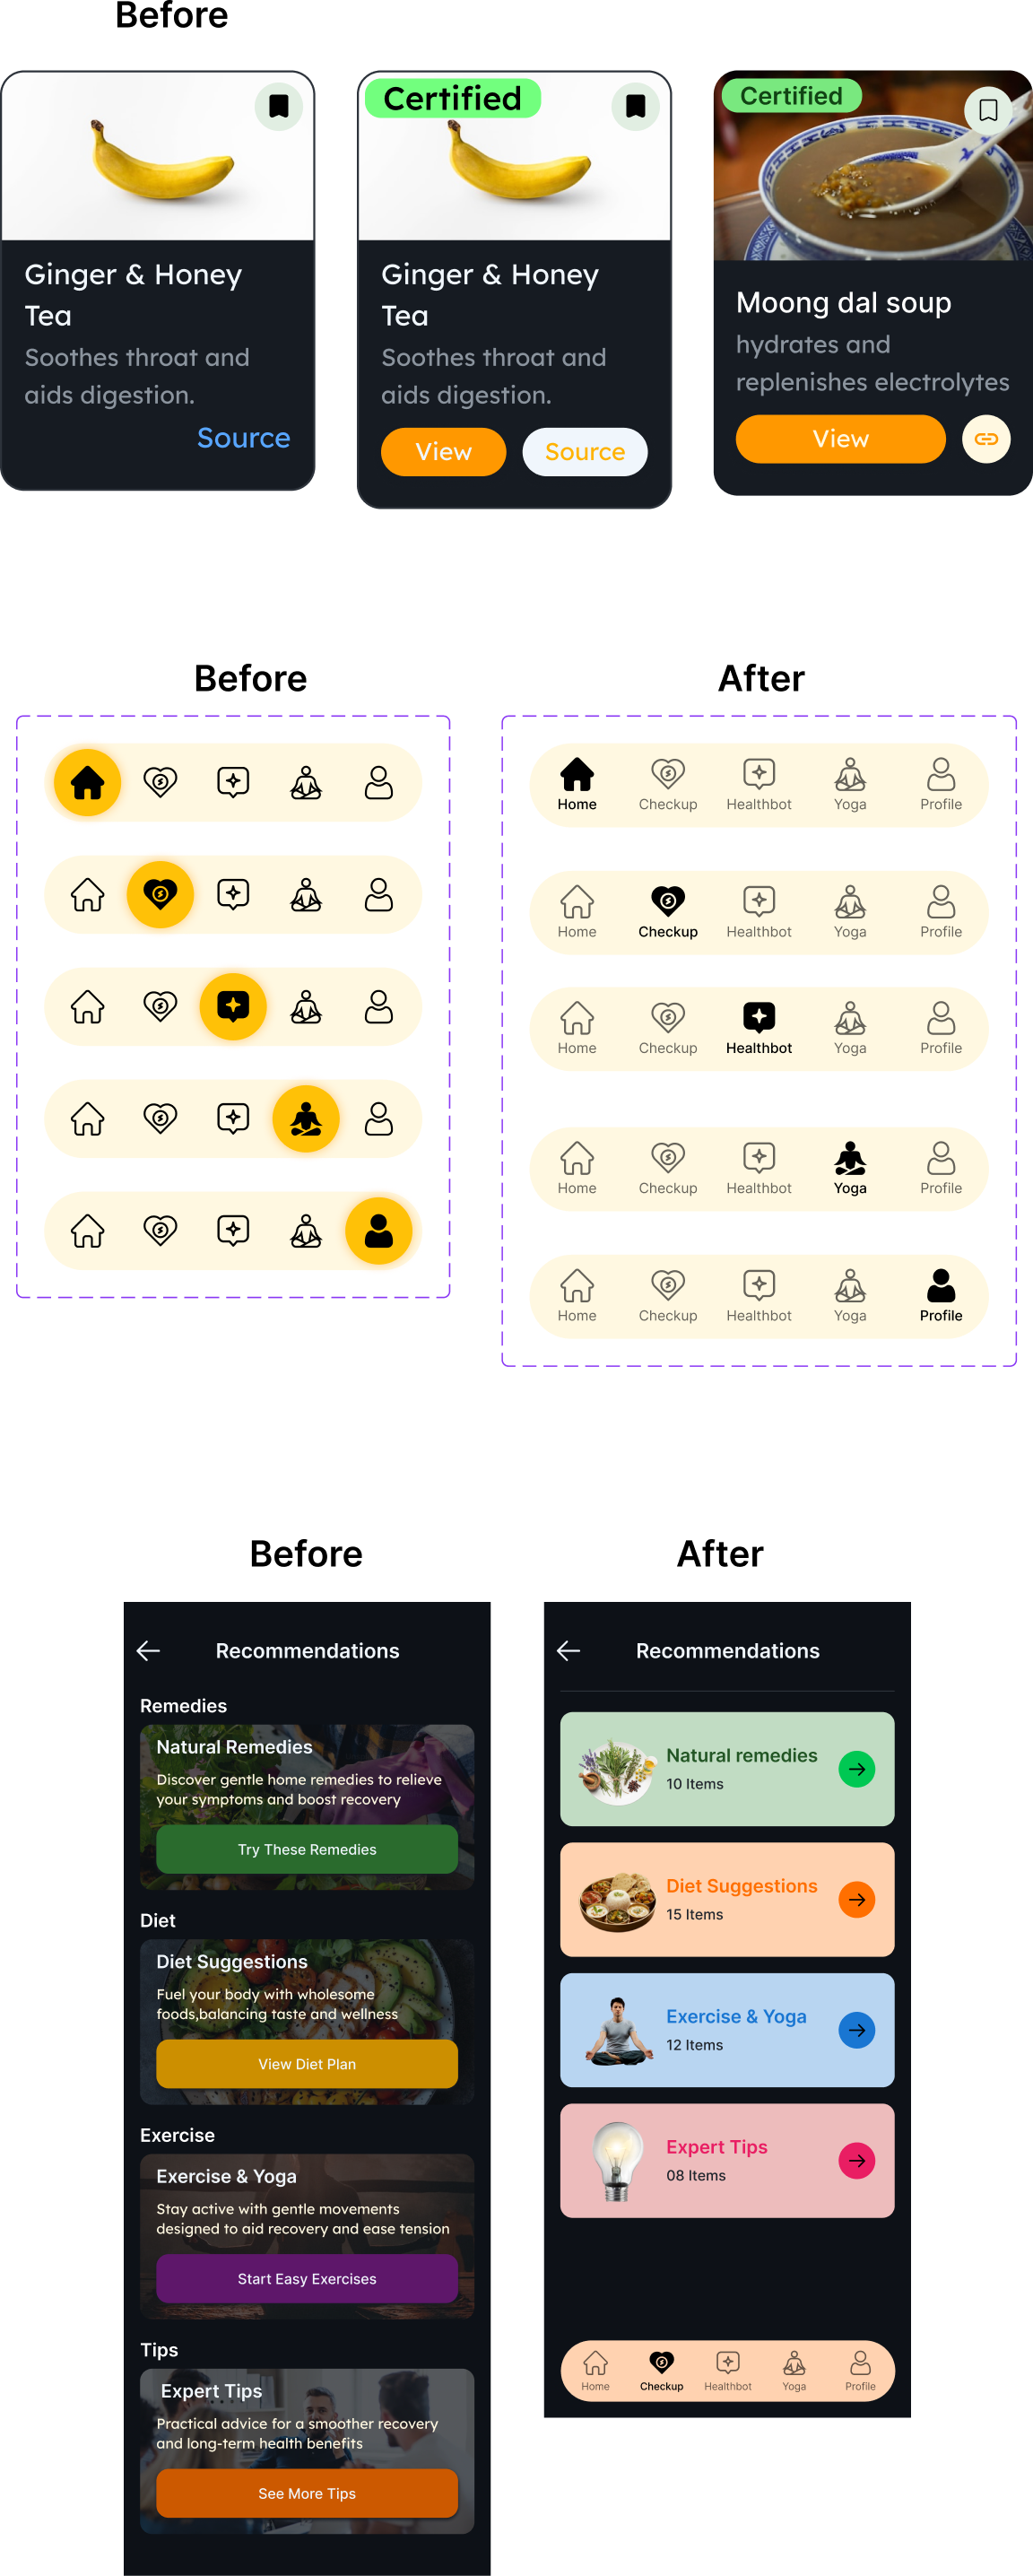 Before
Ginger & Honey
Tea
Soothes throat and
aids digestion.
Source
Certified
Ginger & Honey
Tea
Soothes throat and
aids digestion.
View
Source
Certified
Moong dal soup
hydrates and
replenishes electrolytes
View
Before
After
Home Checkup Healthbot Yoga Profile
Home Checkup Healthbot Yoga Profile
Home Checkup Healthbot Yoga Profile
Home Checkup Healthbot Yoga Profile
Home Checkup Healthbot Yoga Profile
Before
Recommendations
Remedies
Natural Remedies
Discover gentle home remedies to relieve
your symptoms and boost recovery
Try These Remedies
Diet
Diet Suggestions
Fuel your body with wholesome
foods,balancing taste and wellness
View Diet Plan
Exercise
Exercise & Yoga
Stay active with gentle movements
designed to aid recovery and ease tension
Start Easy Exercises
Tips
Expert Tips
Practical advice for a smoother recovery
and long-term health benefits
See More Tips
After
Recommendations
Natural remedies
10 Items
Diet Suggestions
15 Items
Exercise & Yoga
12 Items
Expert Tips
08 Items
Home Checkup Healthbot Yoga Profile